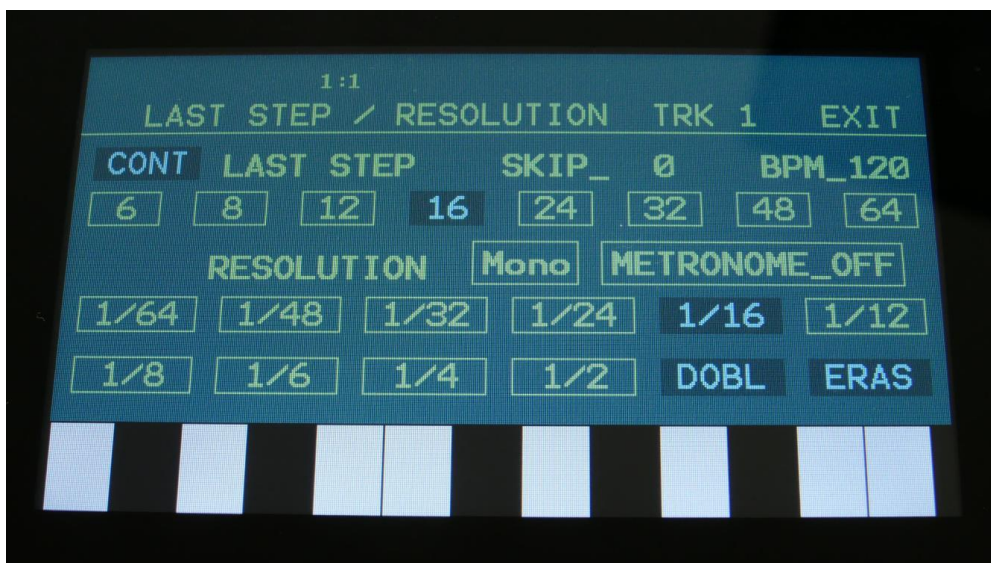 1:1
LAST STEP / RESOLUTION TRK 1 EXIT
CONT LAST STEP SKIP_ 0 BPM_120
6 8 12 16 24 32 48 64
RESOLUTION Mono METRONOME_OFF
1/64 1/48 1/32 1/24 1/16 1/12
1/8 1/6 1/4 1/2 DOBL ERAS